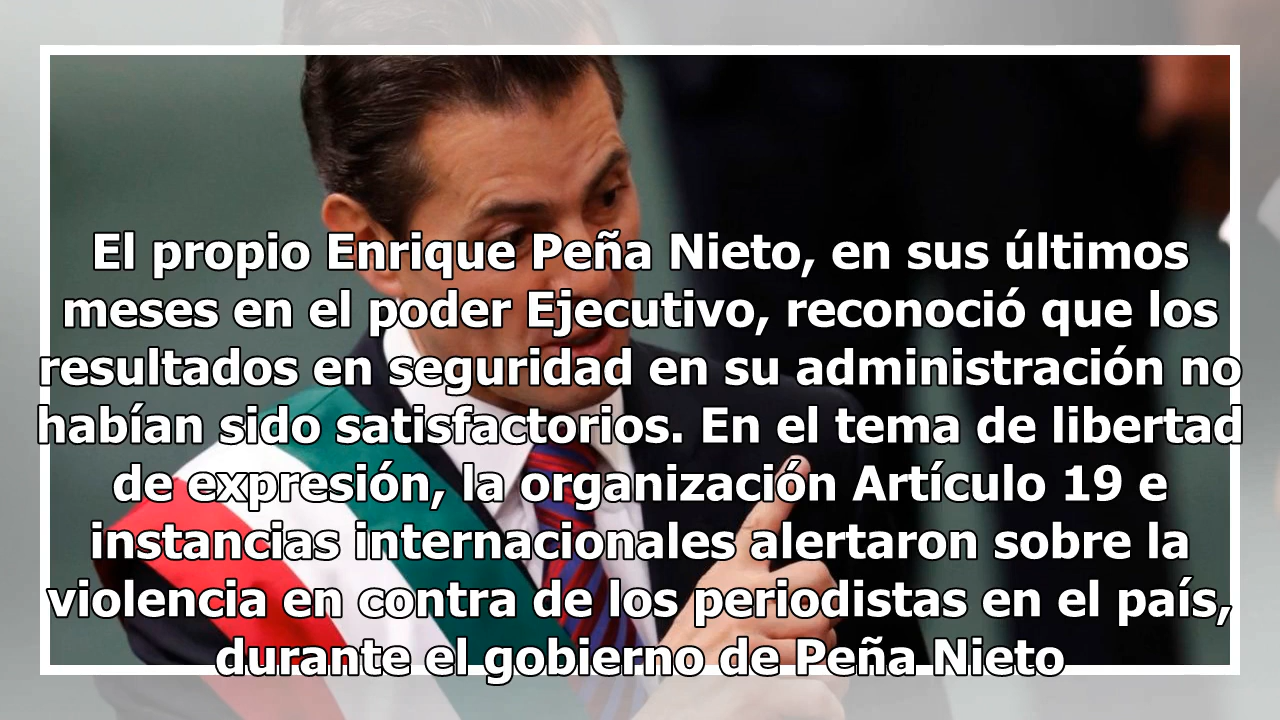 El propio Enrique Peña Nieto, en sus últimos
meses en el poder Ejecutivo, reconoció que los
resultados en seguridad en su administración no
habían sido satisfactorios. En el tema de libertad
de expresión, la organización Artículo 19 e
instancias internacionales alertaron sobre la
violencia en contra de los periodistas en el país,
durante el gobierno de Peña Nieto